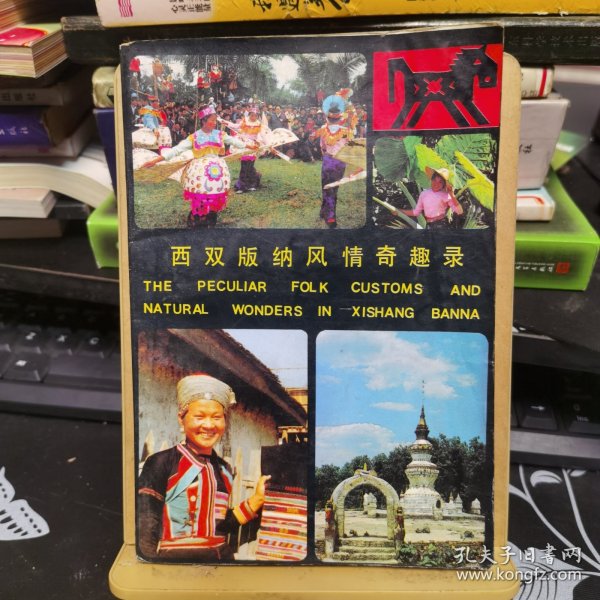 西双版纳风情奇趣录
THE PECULIAR FOLK CUSTOMS AND
NATURAL WONDERS IN XISHANG BANNA
孔夫子旧书网
www.kongfz.com